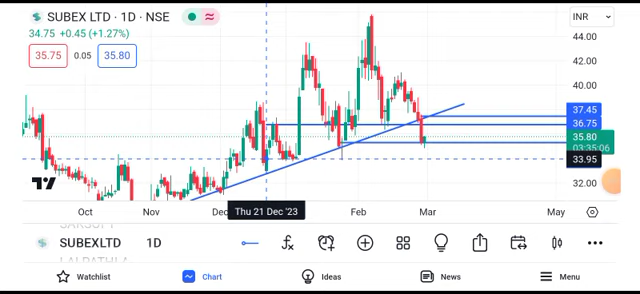 SUBEX LTD · 1D · NSE
INR
34.75 +0.45 (+1.27%)
35.75 0.05 35.80
44.00
42.00
40.00
37.45
36.75
35.80
03:35:06
33.95
32.00
Oct Nov Dec Thu 21 Dec '23 Feb Mar May
SUBEXLTD 1D
Watchlist Chart Ideas News Menu